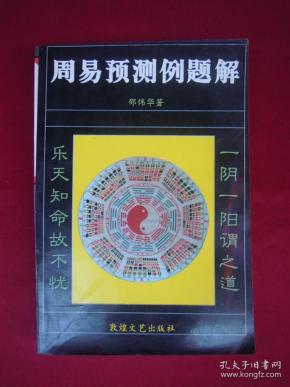 周易预测例题解
邵伟华著
一阴一阳谓之道
乐天知命故不忧
敦煌文艺出版社
孔夫子旧书网